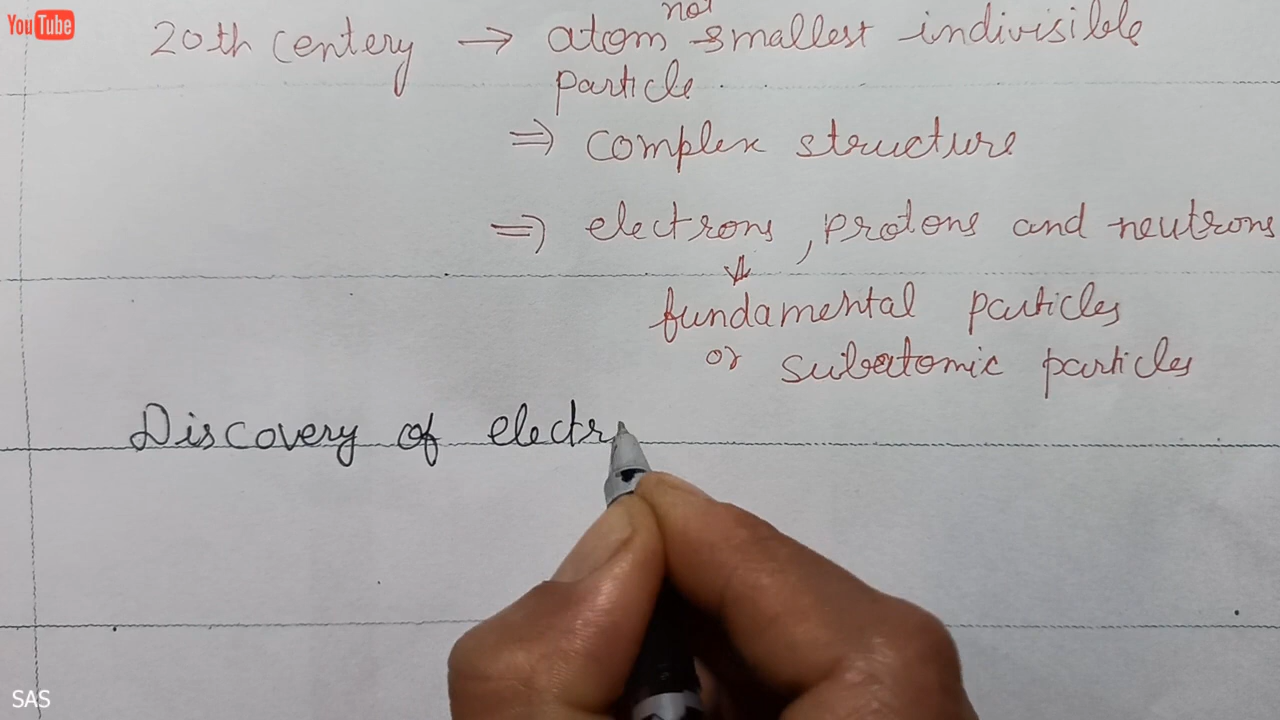 YouTube
not
20th centery → atom smallest indivisible
particle
⇒ complex structure
⇒ electrons, protons and neutrons
↓
fundamental particles
or subatomic particles
Discovery of electr
SAS